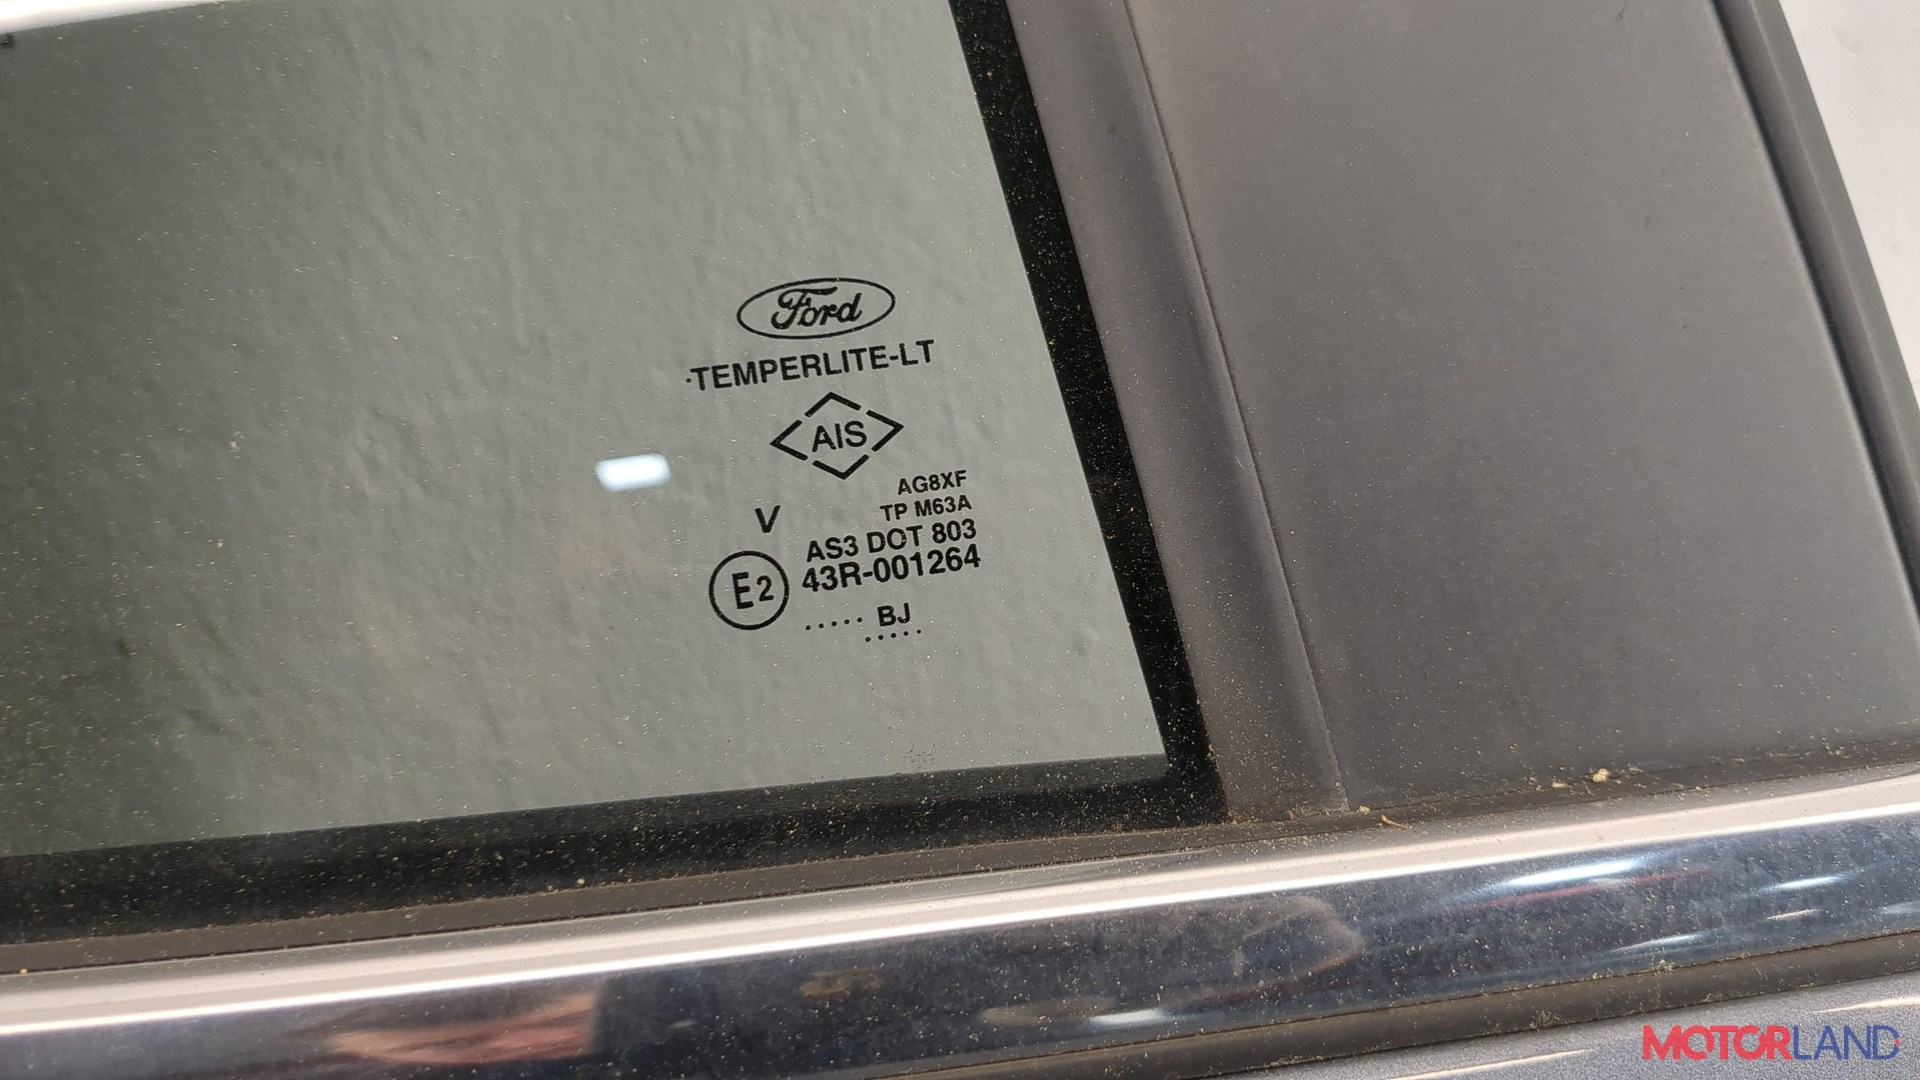 Ford
TEMPERLITE-LT
AIS
AG8XF
TP M63A
V
AS3 DOT 803
E2 43R-001264
..... BJ
.....
MOTORLAND